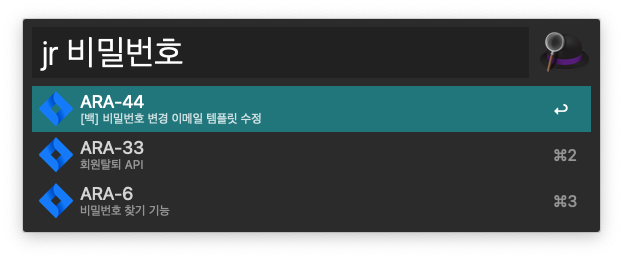 jr 비밀번호
ARA-44
[백] 비밀번호 변경 이메일 템플릿 수정
↩
ARA-33
회원탈퇴 API
⌘2
ARA-6
비밀번호 찾기 기능
⌘3